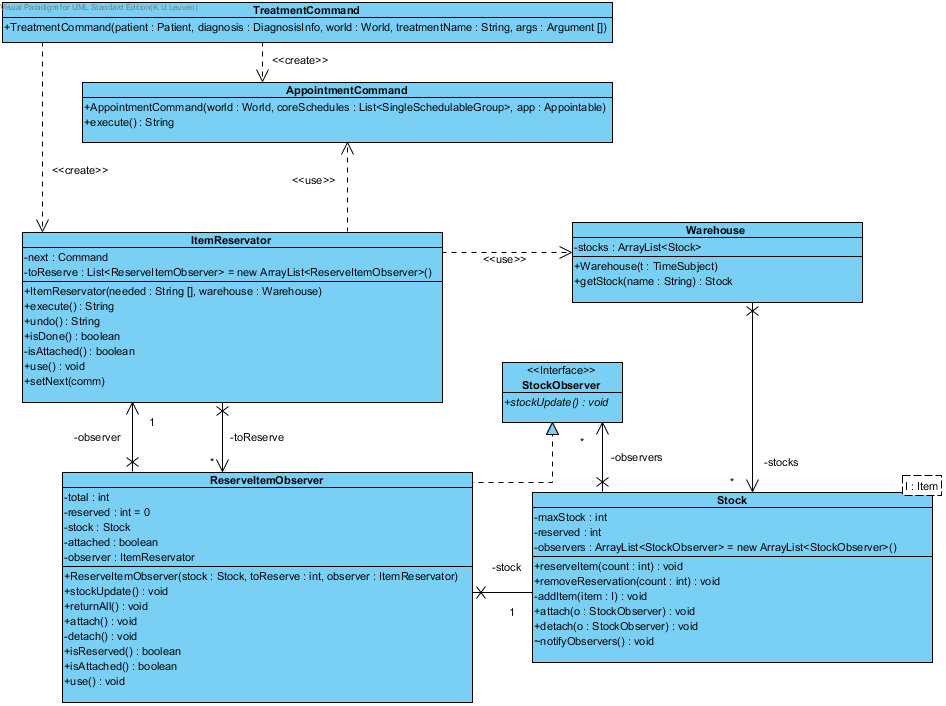 Visual Paradigm for UML Standard Edition(K.U.Leuven)
TreatmentCommand
+TreatmentCommand(patient : Patient, diagnosis : DiagnosisInfo, world : World, treatmentName : String, args : Argument [])
<<create>>
AppointmentCommand
+AppointmentCommand(world : World, coreSchedules : List<SingleSchedulableGroup>, app : Appointable)
+execute() : String
<<create>>
<<use>>
ItemReservator
-next : Command
-toReserve : List<ReserveItemObserver> = new ArrayList<ReserveItemObserver>()
+ItemReservator(needed : String [], warehouse : Warehouse)
+execute() : String
+undo() : String
+isDone() : boolean
-isAttached() : boolean
+use() : void
+setNext(comm)
<<use>>
Warehouse
-stocks : ArrayList<Stock>
+Warehouse(t : TimeSubject)
+getStock(name : String) : Stock
<<Interface>>
StockObserver
+stockUpdate() : void
1
-observer
-toReserve
*
*
-observers
-stocks
*
ReserveItemObserver
-total : int
-reserved : int = 0
-stock : Stock
-attached : boolean
-observer : ItemReservator
+ReserveItemObserver(stock : Stock, toReserve : int, observer : ItemReservator)
+stockUpdate() : void
+returnAll() : void
+attach() : void
-detach() : void
+isReserved() : boolean
+isAttached() : boolean
+use() : void
-stock
1
I : Item
Stock
-maxStock : int
-reserved : int
-observers : ArrayList<StockObserver> = new ArrayList<StockObserver>()
+reserveItem(count : int) : void
+removeReservation(count : int) : void
-addItem(item : I) : void
+attach(o : StockObserver) : void
+detach(o : StockObserver) : void
~notifyObservers() : void